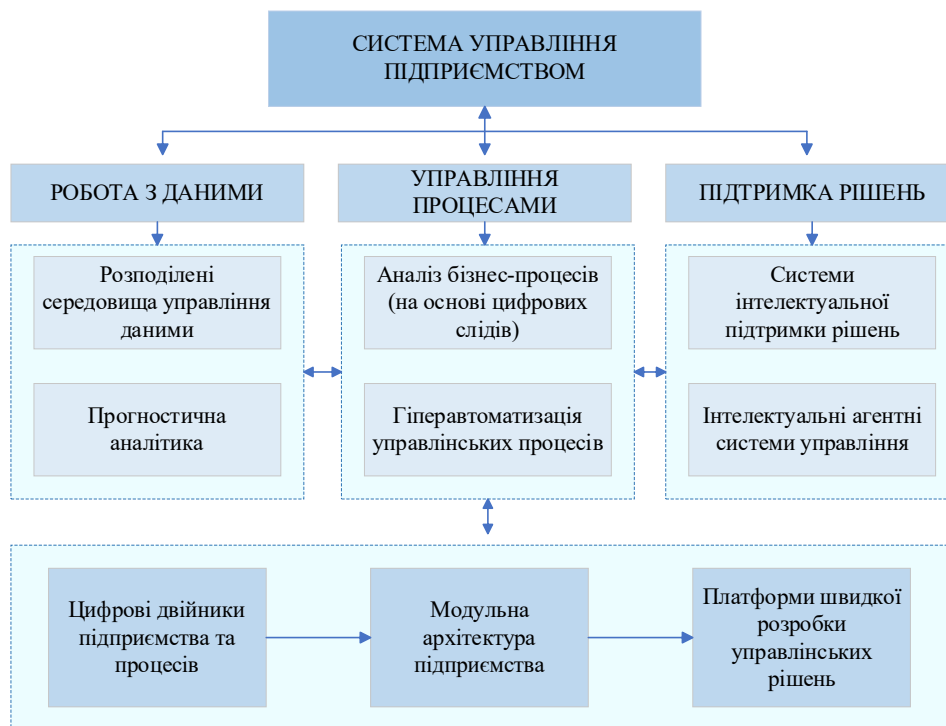 СИСТЕМА УПРАВЛІННЯ
ПІДПРИЄМСТВОМ
РОБОТА З ДАНИМИ
УПРАВЛІННЯ
ПРОЦЕСАМИ
ПІДТРИМКА РІШЕНЬ
Розподілені
середовища управління
даними
Прогностична
аналітика
Аналіз бізнес-процесів
(на основі цифрових
слідів)
Гіперавтоматизація
управлінських процесів
Системи
інтелектуальної
підтримки рішень
Інтелектуальні агентні
системи управління
Цифрові двійники
підприємства та
процесів
Модульна
архітектура
підприємства
Платформи швидкої
розробки
управлінських
рішень